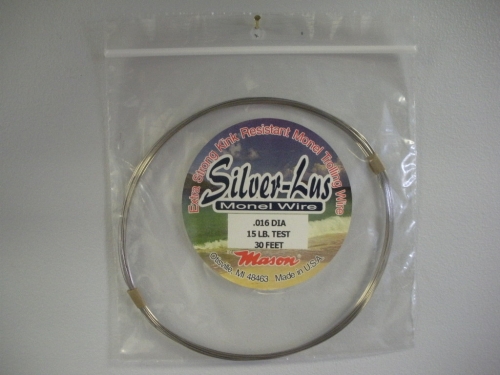 Extra Strong Kink Resistant Monel Trolling Wire
Silver-Lus
Monel Wire
.016 DIA
15 LB. TEST
30 FEET
Mason
Otisville, MI 48463 Made in U.S.A.